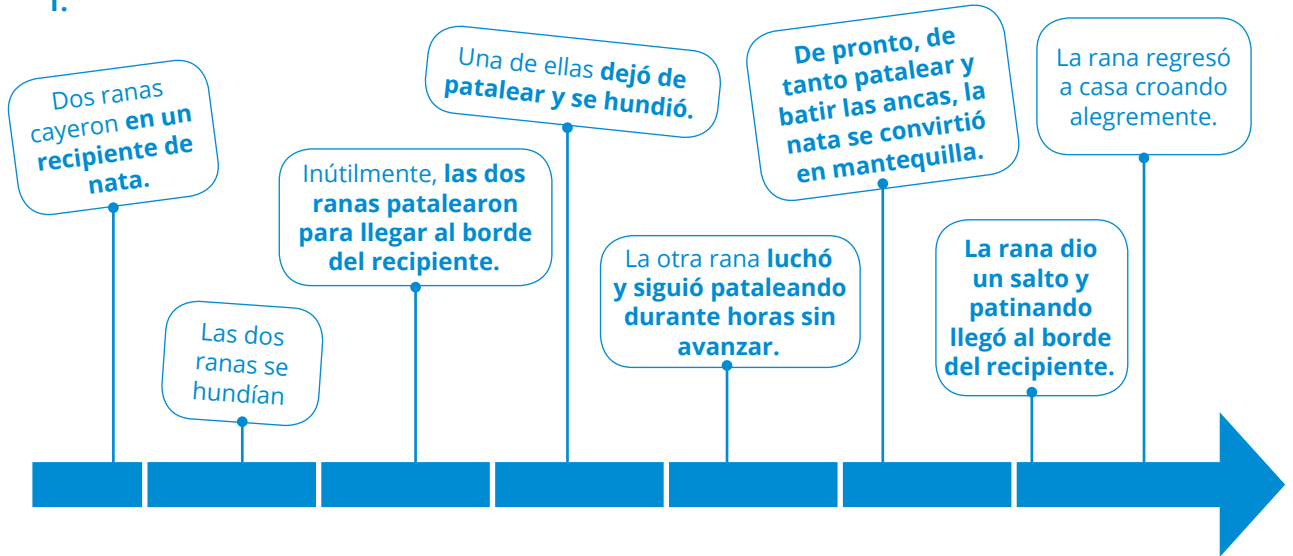 1.
Dos ranas
cayeron en un
recipiente de
nata.
Las dos
ranas se
hundían
Inútilmente, las dos
ranas patalearon
para llegar al borde
del recipiente.
Una de ellas dejó de
patalear y se hundió.
La otra rana luchó
y siguió pataleando
durante horas sin
avanzar.
De pronto, de
tanto patalear y
batir las ancas, la
nata se convirtió
en mantequilla.
La rana dio
un salto y
patinando
llegó al borde
del recipiente.
La rana regresó
a casa croando
alegremente.